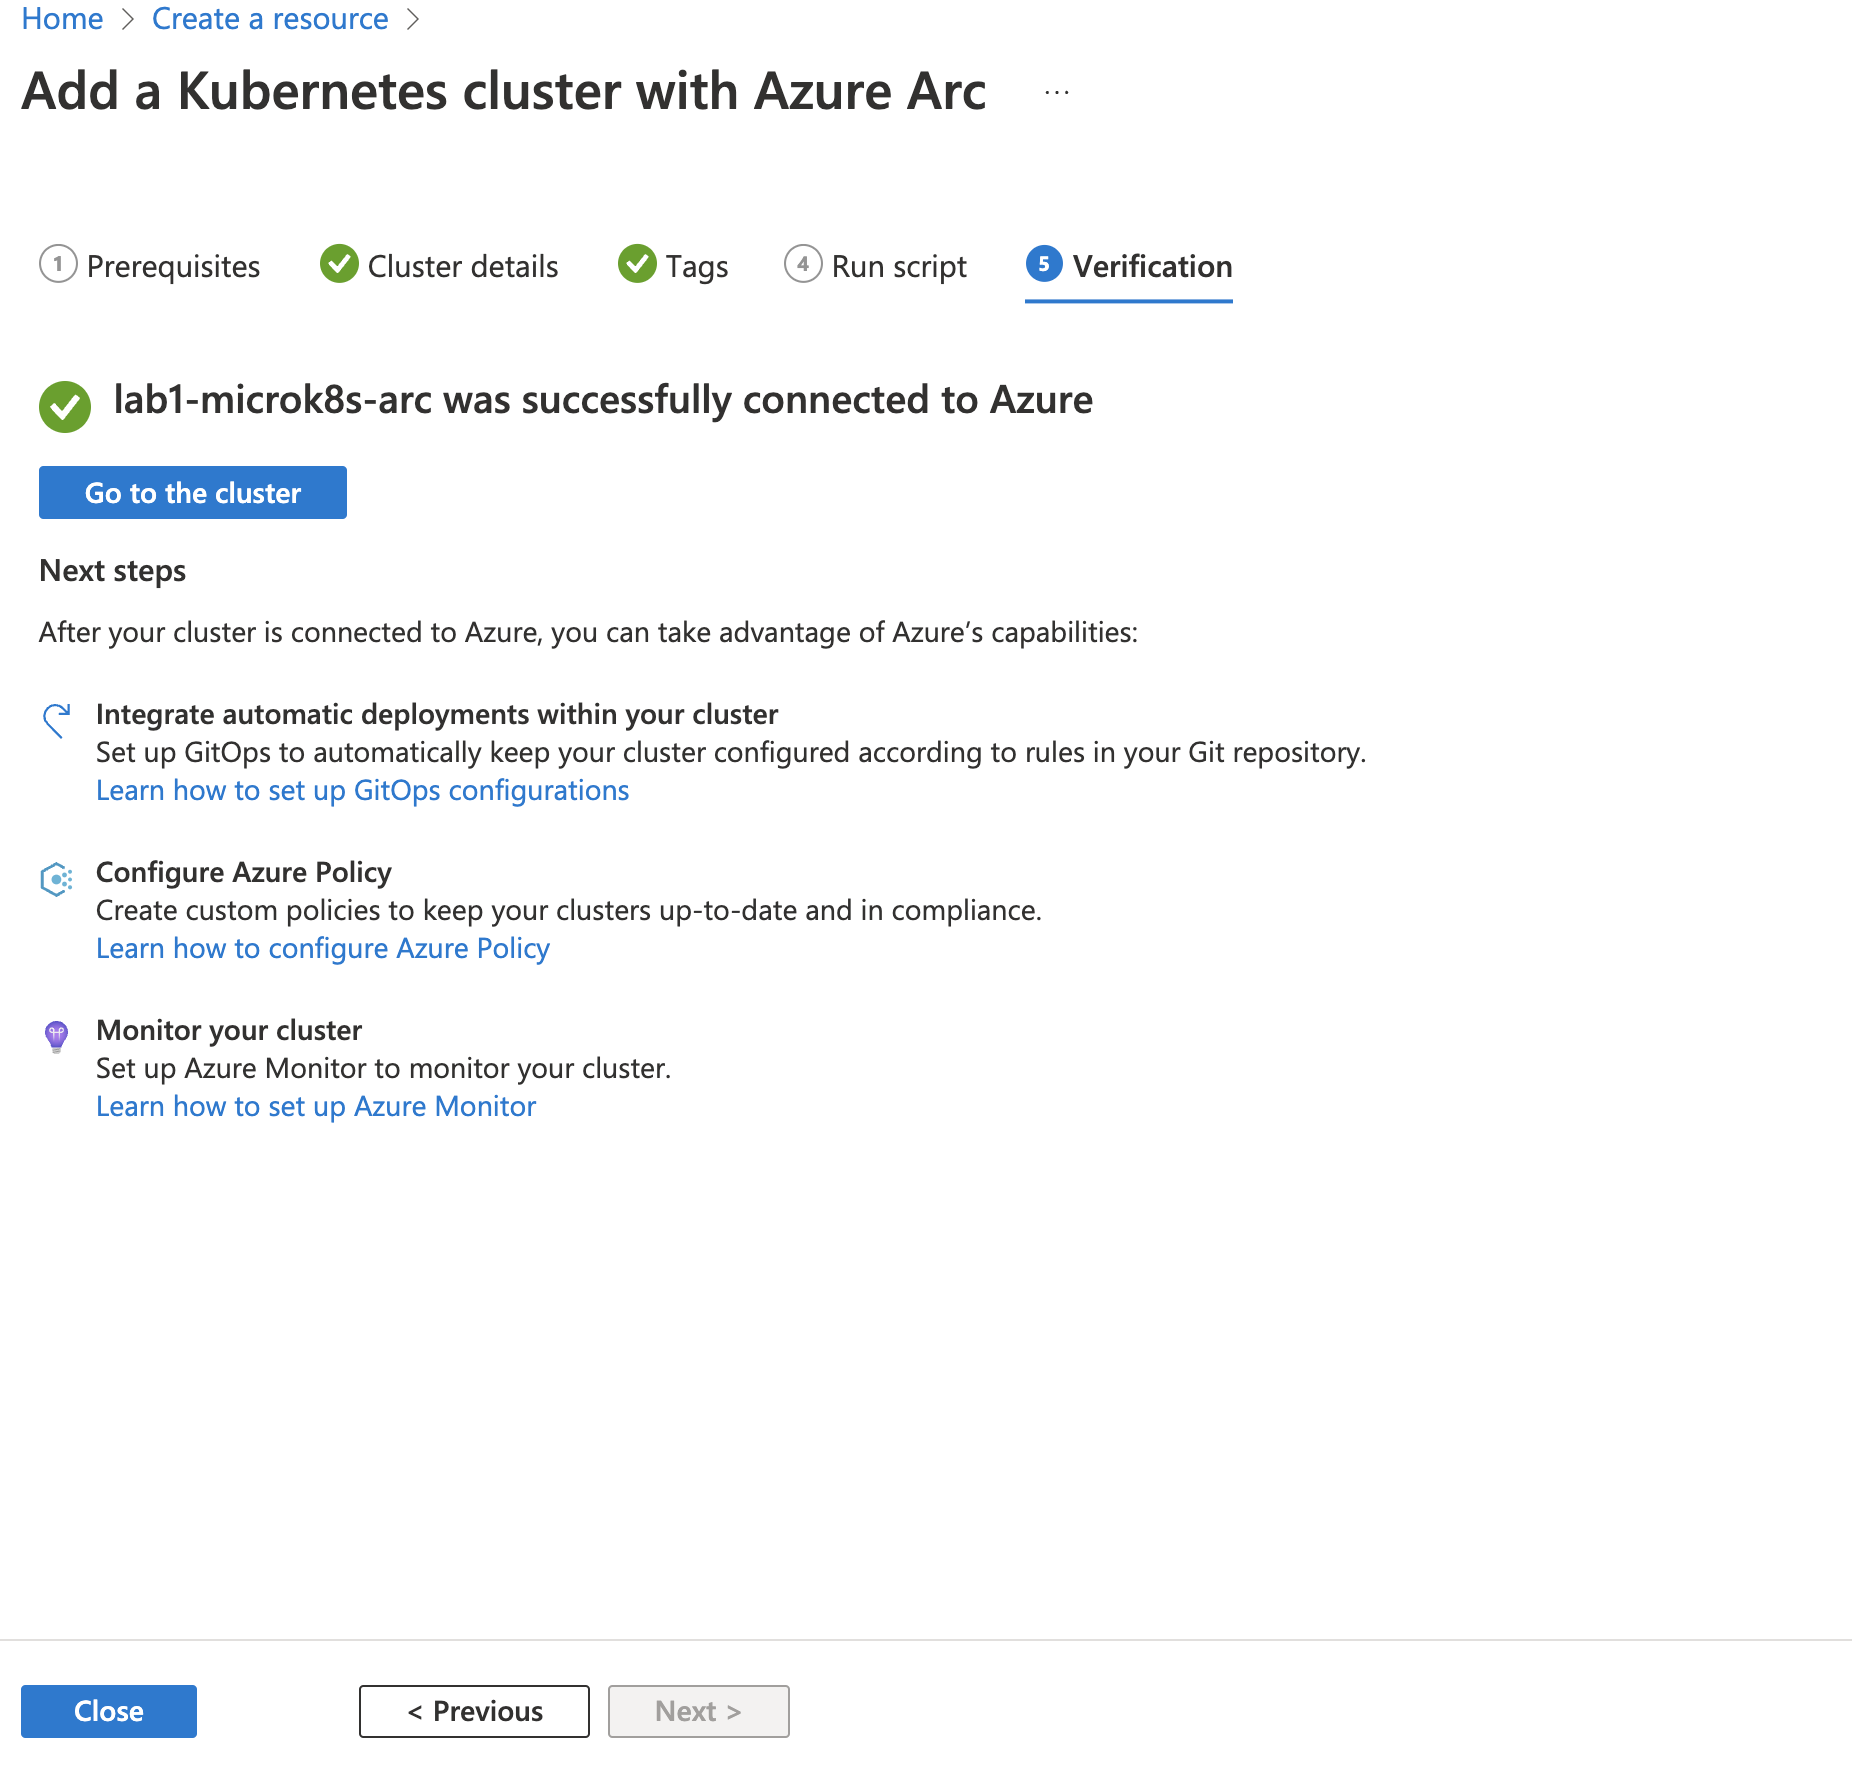 Home > Create a resource >
Add a Kubernetes cluster with Azure Arc ...
1 Prerequisites Cluster details Tags 4 Run script 5 Verification
lab1-microk8s-arc was successfully connected to Azure
Go to the cluster
Next steps
After your cluster is connected to Azure, you can take advantage of Azure’s capabilities:
Integrate automatic deployments within your cluster
Set up GitOps to automatically keep your cluster configured according to rules in your Git repository.
Learn how to set up GitOps configurations
Configure Azure Policy
Create custom policies to keep your clusters up-to-date and in compliance.
Learn how to configure Azure Policy
Monitor your cluster
Set up Azure Monitor to monitor your cluster.
Learn how to set up Azure Monitor
Close < Previous Next >